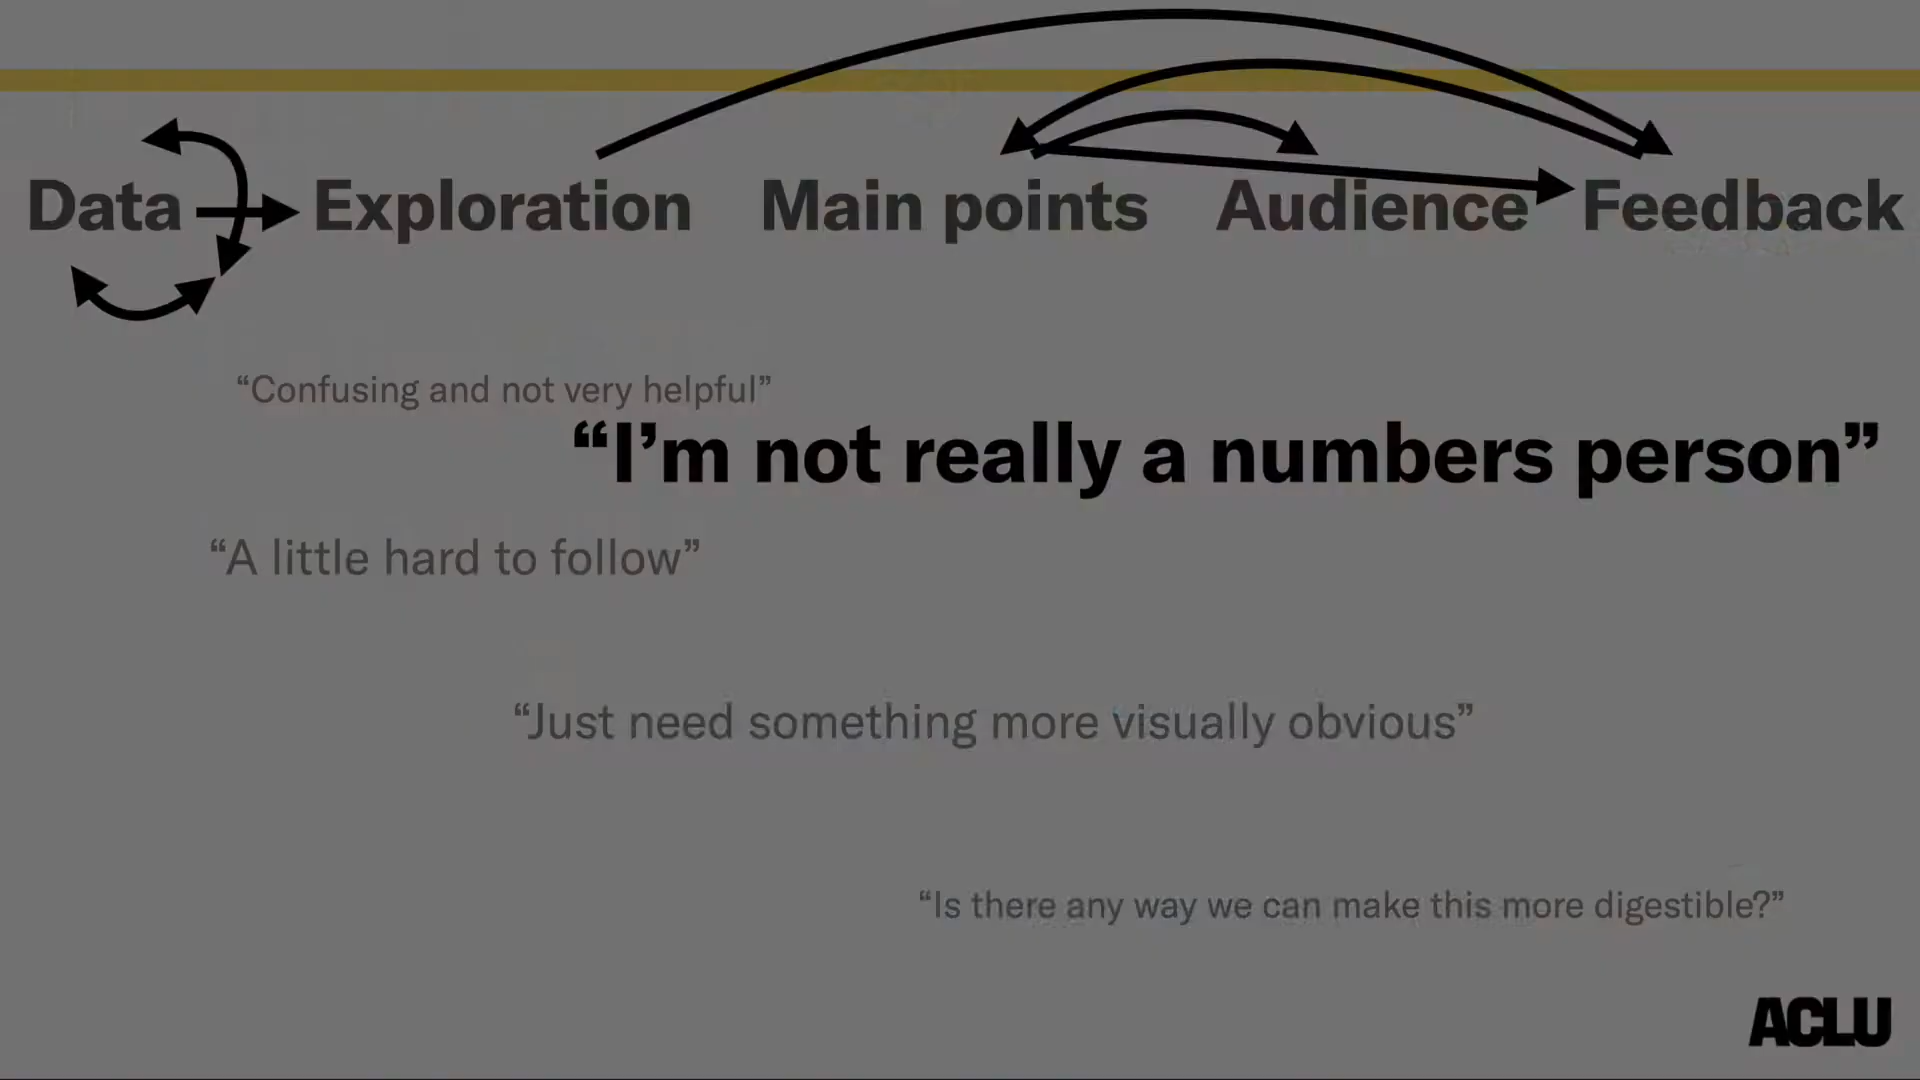 Data Exploration Main points Audience Feedback
“Confusing and not very helpful”
“I’m not really a numbers person”
“A little hard to follow”
“Just need something more visually obvious”
“Is there any way we can make this more digestible?”
ACLU